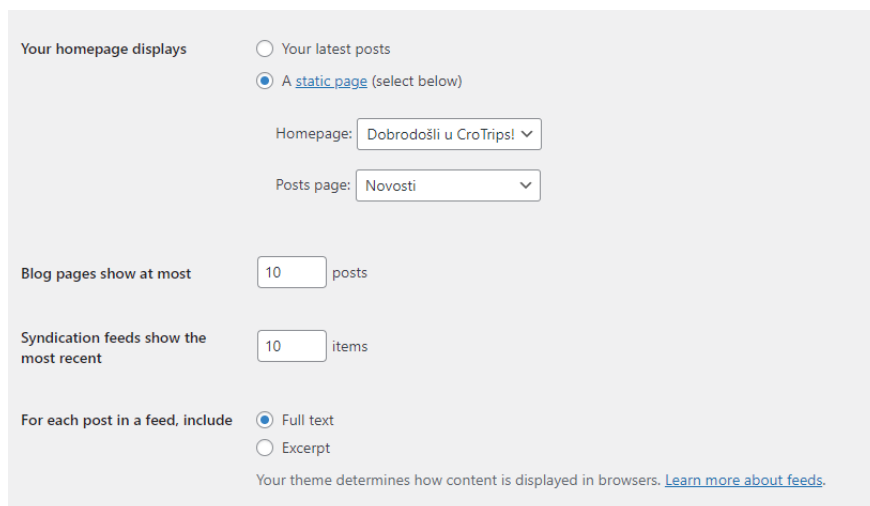 Your homepage displays
Your latest posts
A static page (select below)
Homepage: Dobrodošli u CroTrips!
Posts page: Novosti
Blog pages show at most 10 posts
Syndication feeds show the
most recent
10 items
For each post in a feed, include
Full text
Excerpt
Your theme determines how content is displayed in browsers. Learn more about feeds.